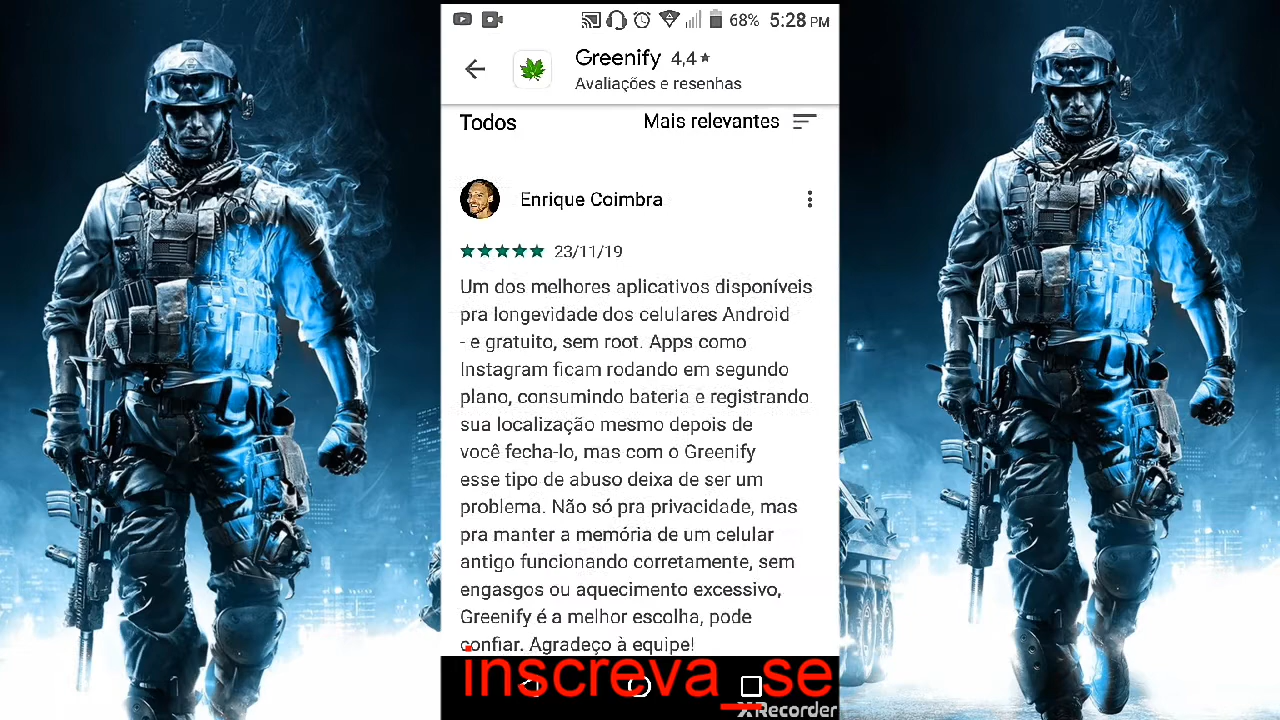 68% 5:28 PM
Greenify 4,4★
Avaliações e resenhas
Todos Mais relevantes
Enrique Coimbra
★★★★★ 23/11/19
Um dos melhores aplicativos disponíveis
pra longevidade dos celulares Android
- e gratuito, sem root. Apps como
Instagram ficam rodando em segundo
plano, consumindo bateria e registrando
sua localização mesmo depois de
você fecha-lo, mas com o Greenify
esse tipo de abuso deixa de ser um
problema. Não só pra privacidade, mas
pra manter a memória de um celular
antigo funcionando corretamente, sem
engasgos ou aquecimento excessivo,
Greenify é a melhor escolha, pode
confiar. Agradeço à equipe!
inscreva_se
XRecorder